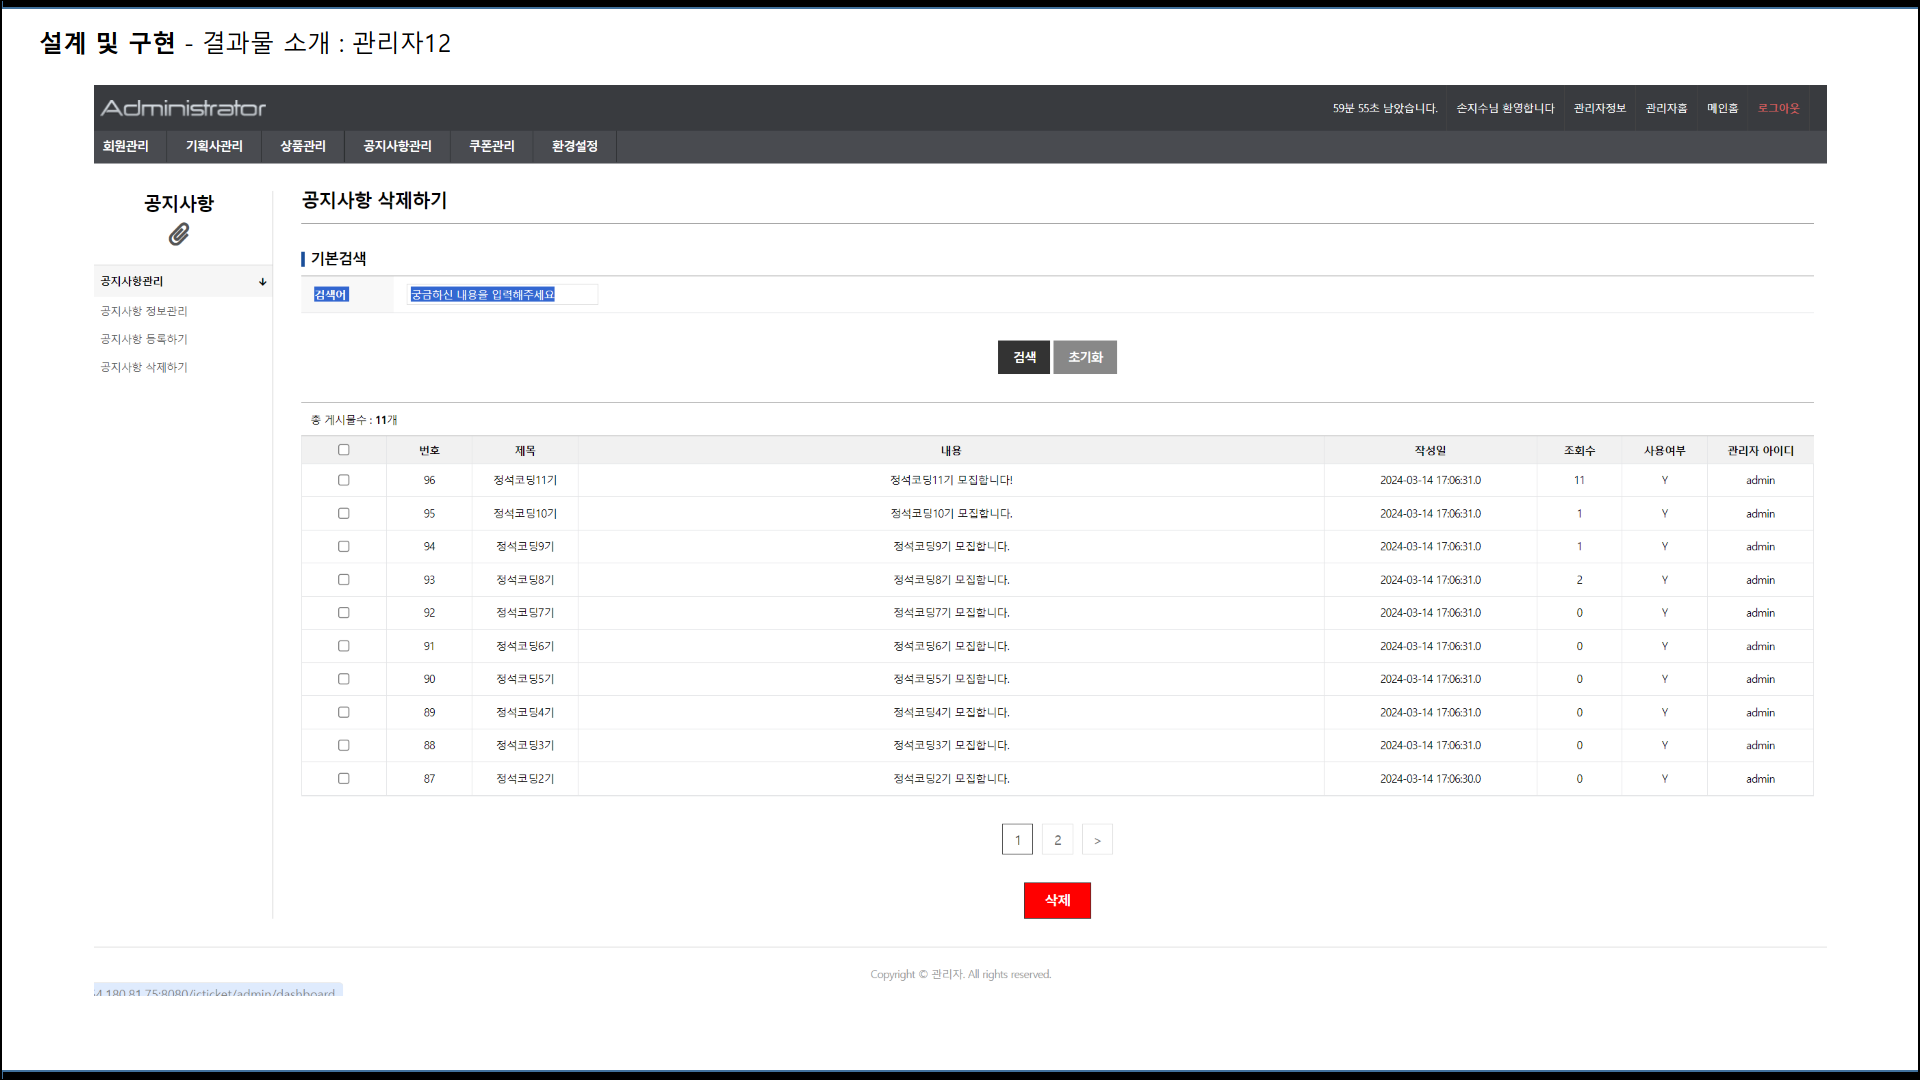 설계 및 구현 - 결과물 소개 : 관리자12
Administrator
59분 55초 남았습니다. 손지수님 환영합니다 관리자정보 관리자홈 메인홈 로그아웃
회원관리 기획사관리 상품관리 공지사항관리 쿠폰관리 환경설정
공지사항
공지사항관리
공지사항 정보관리
공지사항 등록하기
공지사항 삭제하기
공지사항 삭제하기
기본검색
검색어 궁금하신 내용을 입력해주세요
검색 초기화
총 게시물수 : 11개
번호 제목 내용 작성일 조회수 사용여부 관리자 아이디
96 정석코딩11기 정석코딩11기 모집합니다! 2024-03-14 17:06:31.0 11 Y admin
95 정석코딩10기 정석코딩10기 모집합니다. 2024-03-14 17:06:31.0 1 Y admin
94 정석코딩9기 정석코딩9기 모집합니다. 2024-03-14 17:06:31.0 1 Y admin
93 정석코딩8기 정석코딩8기 모집합니다. 2024-03-14 17:06:31.0 2 Y admin
92 정석코딩7기 정석코딩7기 모집합니다. 2024-03-14 17:06:31.0 0 Y admin
91 정석코딩6기 정석코딩6기 모집합니다. 2024-03-14 17:06:31.0 0 Y admin
90 정석코딩5기 정석코딩5기 모집합니다. 2024-03-14 17:06:31.0 0 Y admin
89 정석코딩4기 정석코딩4기 모집합니다. 2024-03-14 17:06:31.0 0 Y admin
88 정석코딩3기 정석코딩3기 모집합니다. 2024-03-14 17:06:31.0 0 Y admin
87 정석코딩2기 정석코딩2기 모집합니다. 2024-03-14 17:06:30.0 0 Y admin
1 2 >
삭제
Copyright © 관리자. All rights reserved.
4.180.81.75:8080/icticket/admin/dashboard